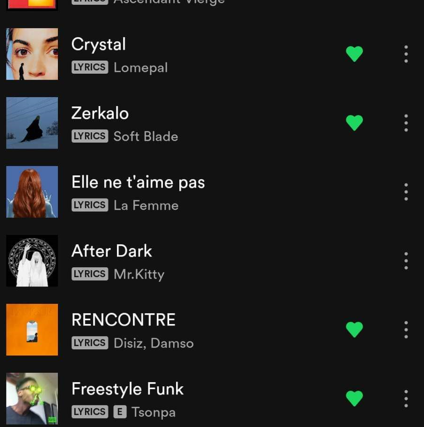 LYRICS Ascendant Vierge
Crystal
LYRICS Lomepal
Zerkalo
LYRICS Soft Blade
Elle ne t'aime pas
LYRICS La Femme
After Dark
LYRICS Mr.Kitty
RENCONTRE
LYRICS Disiz, Damso
Freestyle Funk
LYRICS E Tsonpa